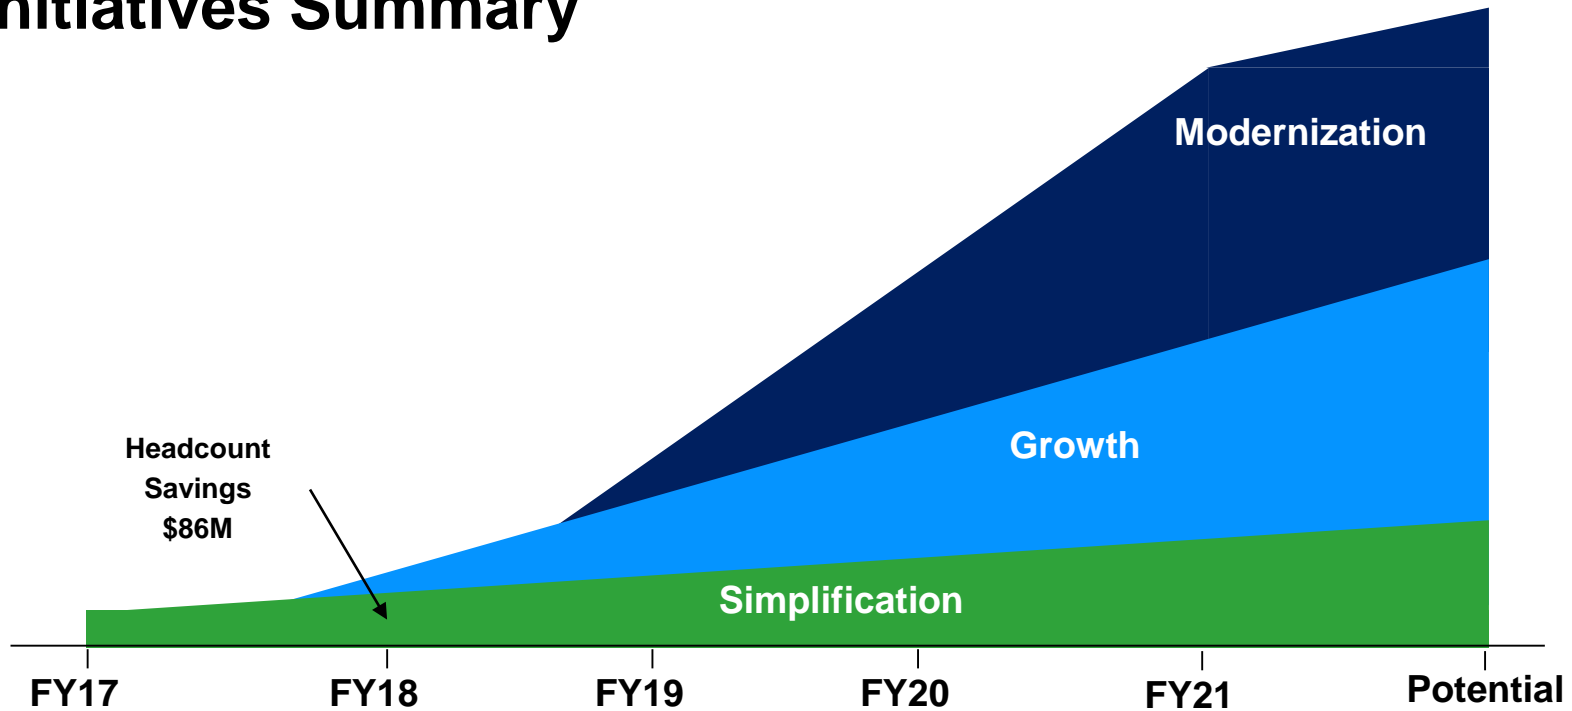 nitiatives Summary
Modernization
Growth
Headcount
Savings
$86M
Simplification
FY17 FY18 FY19 FY20 FY21 Potential